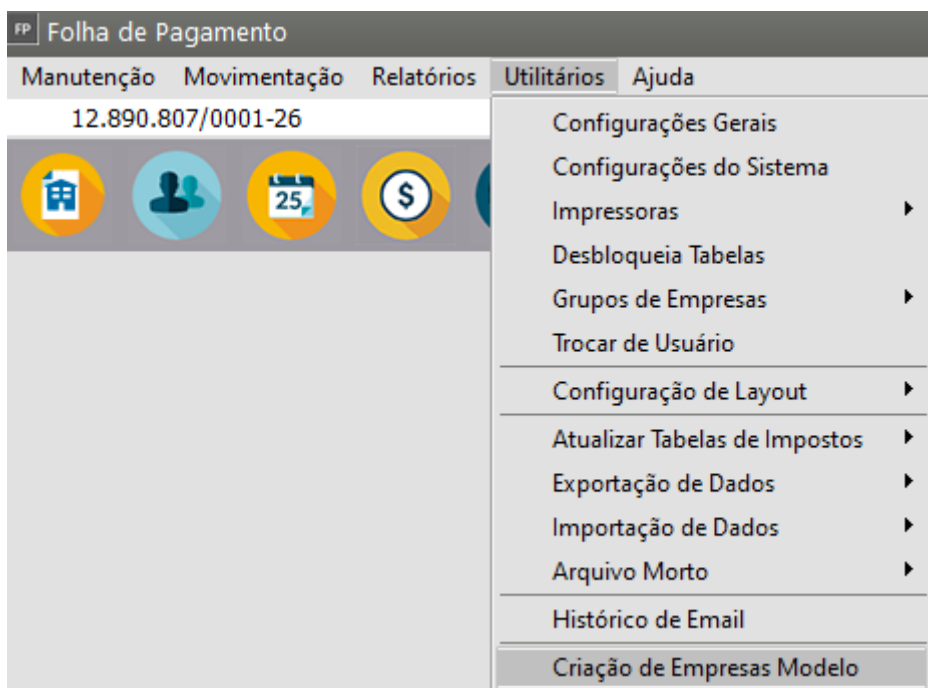 FP Folha de Pagamento
Manutenção Movimentação Relatórios Utilitários Ajuda
12.890.807/0001-26
25
$
Configurações Gerais
Configurações do Sistema
Impressoras
Desbloqueia Tabelas
Grupos de Empresas
Trocar de Usuário
Configuração de Layout
Atualizar Tabelas de Impostos
Exportação de Dados
Importação de Dados
Arquivo Morto
Histórico de Email
Criação de Empresas Modelo